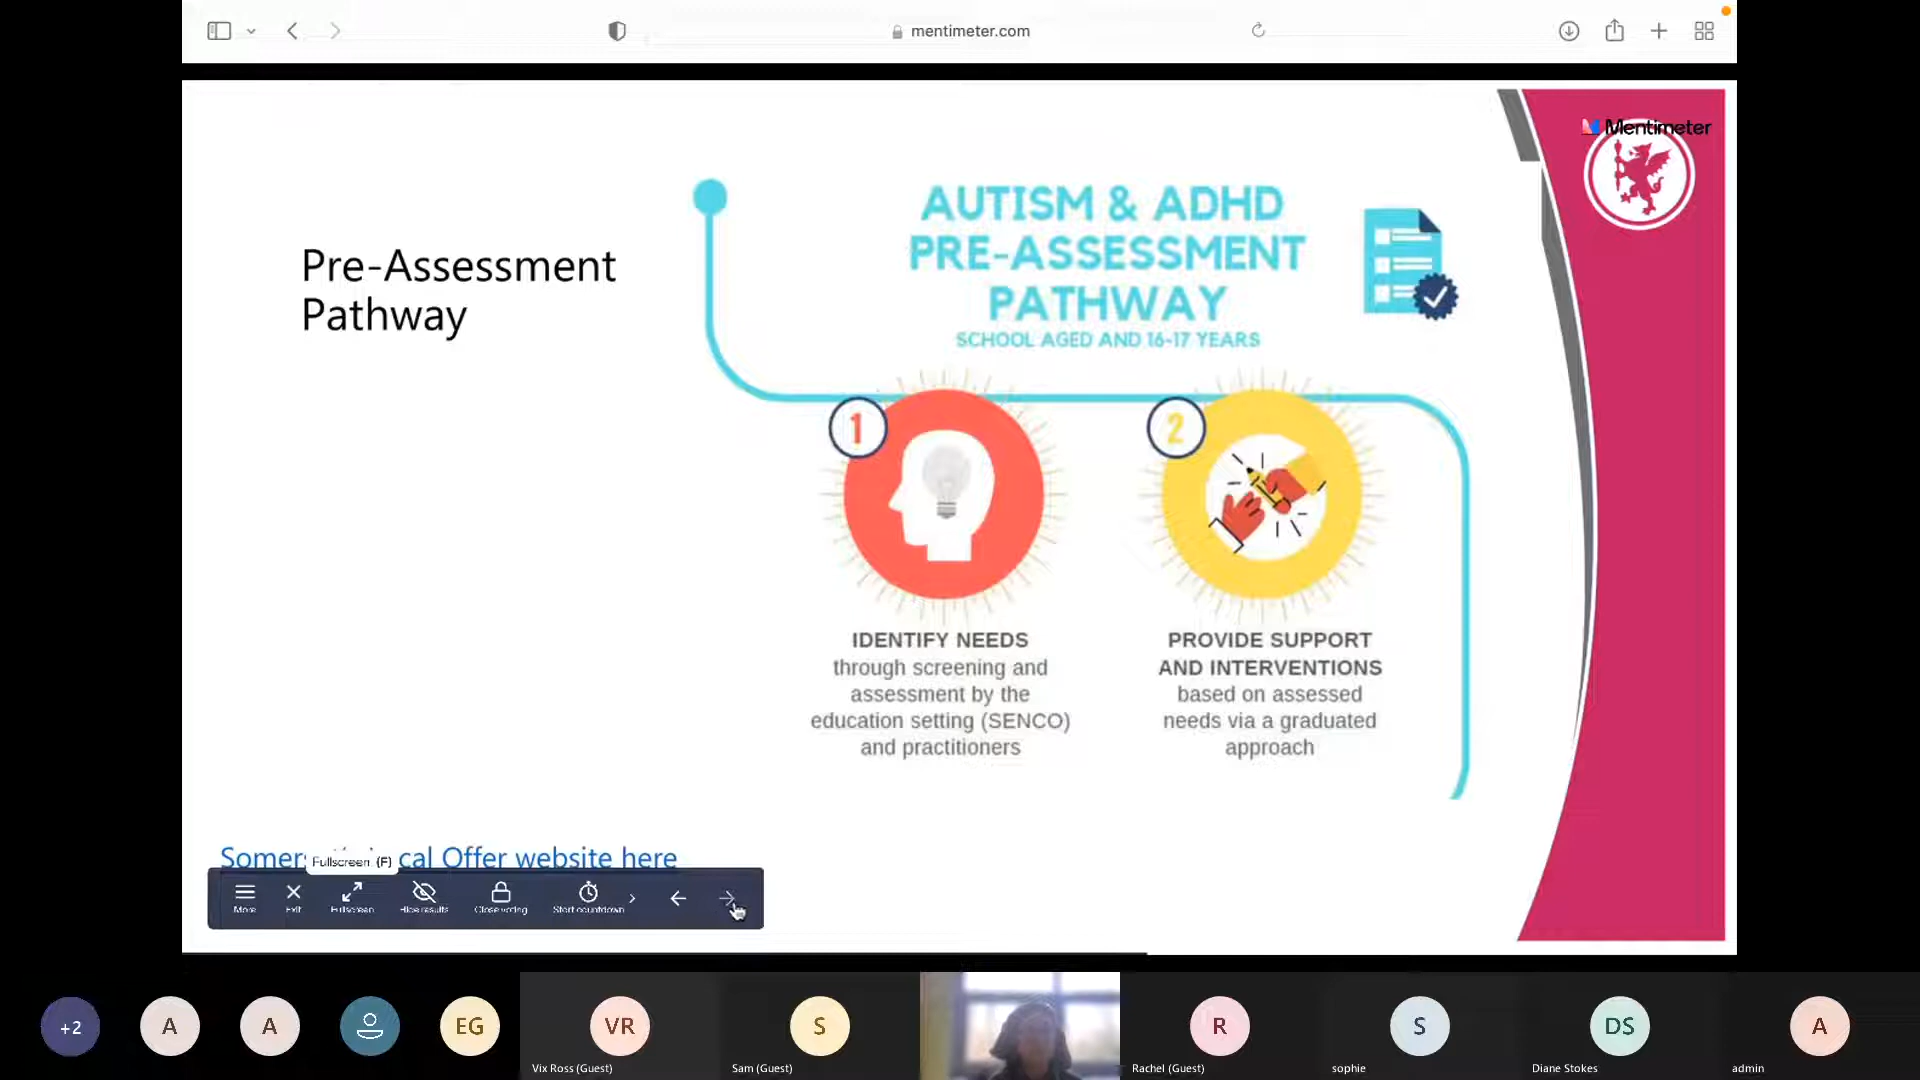 mentimeter.com
Mentimeter
Pre-Assessment
Pathway
AUTISM & ADHD
PRE-ASSESSMENT
PATHWAY
SCHOOL AGED AND 16-17 YEARS
1
2
IDENTIFY NEEDS
through screening and
assessment by the
education setting (SENCO)
and practitioners
PROVIDE SUPPORT
AND INTERVENTIONS
based on assessed
needs via a graduated
approach
cal Offer website here
Fullscreen (F)
More
Exit
Fullscreen
Hide results
Close voting
Start countdown
+2
A
A
EG
VR
S
R
S
DS
A
Vix Ross (Guest)
Sam (Guest)
Rachel (Guest)
sophie
Diane Stokes
admin